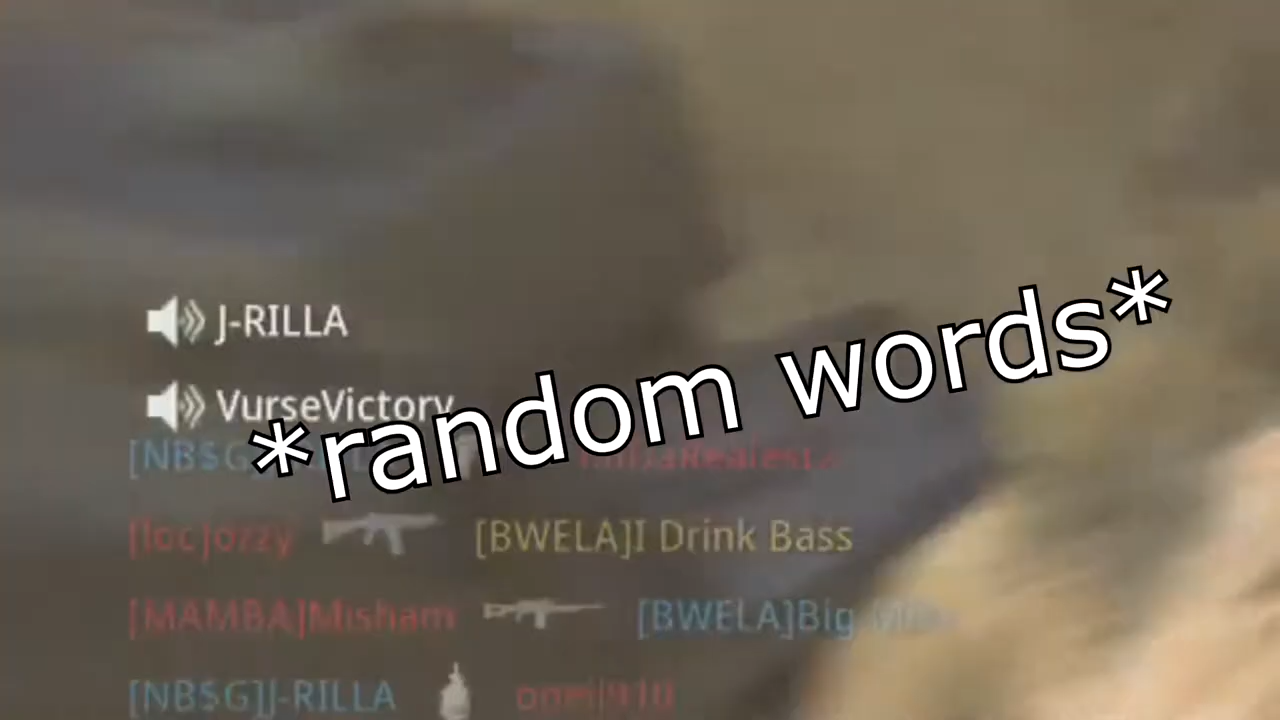 J-RILLA
VurseVictory
*random words*
[NBSG]
[loc]ozzy [BWELA]I Drink Bass
[MAMBA]Misham [BWELA]Big
[NBSG]J-RILLA